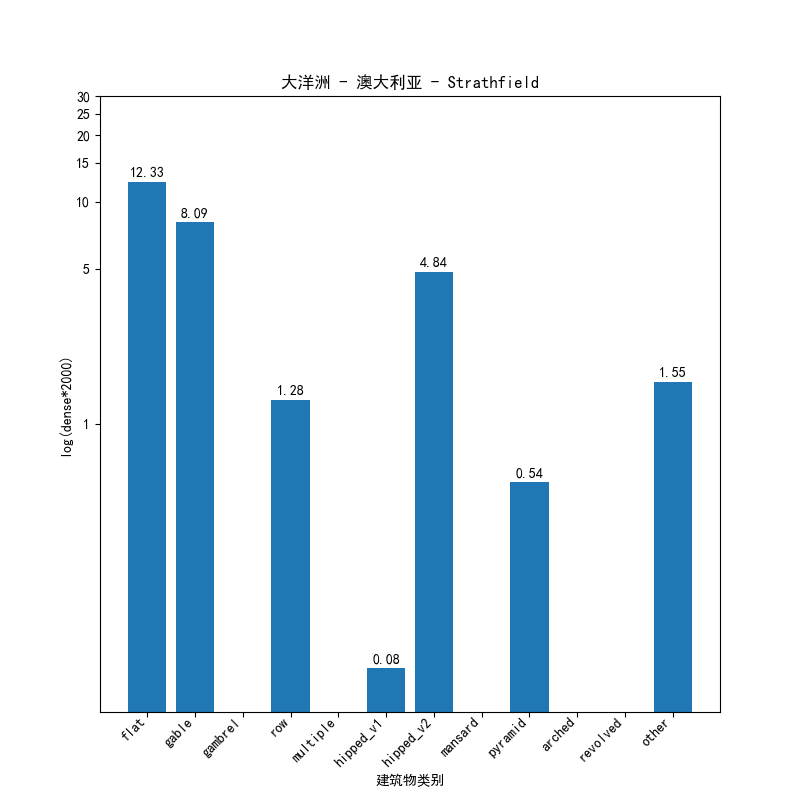 大洋洲 - 澳大利亚 - Strathfield
30
25
20
15
10
5
1
log(dense*2000)
12.33
8.09
1.28
0.08
4.84
0.54
1.55
flat
gable
gambrel
row
multiple
hipped_v1
hipped_v2
mansard
pyramid
arched
revolved
other
建筑物类别